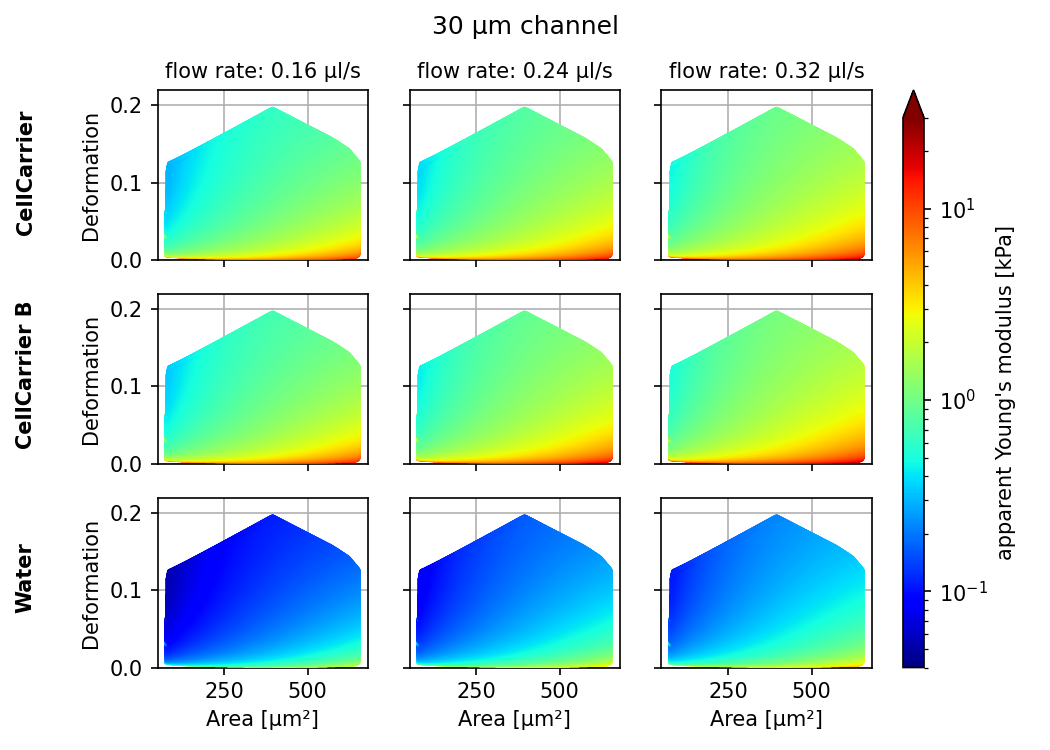 30 µm channel
flow rate: 0.16 µl/s
flow rate: 0.24 µl/s
flow rate: 0.32 µl/s
CellCarrier
Deformation
0.2
0.1
0.0
CellCarrier B
Deformation
0.2
0.1
0.0
Water
Deformation
0.2
0.1
0.0
250 500
250 500
250 500
Area [µm²]
Area [µm²]
Area [µm²]
10¹
10⁰
10⁻¹
apparent Young's modulus [kPa]